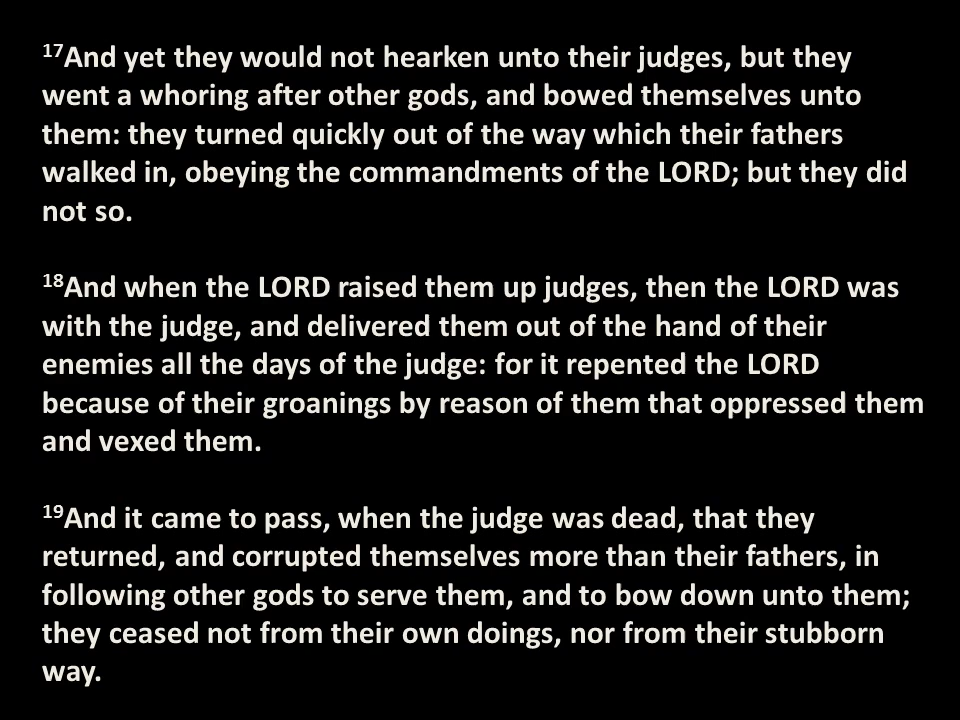 17And yet they would not hearken unto their judges, but they
went a whoring after other gods, and bowed themselves unto
them: they turned quickly out of the way which their fathers
walked in, obeying the commandments of the LORD; but they did
not so.
18And when the LORD raised them up judges, then the LORD was
with the judge, and delivered them out of the hand of their
enemies all the days of the judge: for it repented the LORD
because of their groanings by reason of them that oppressed them
and vexed them.
19And it came to pass, when the judge was dead, that they
returned, and corrupted themselves more than their fathers, in
following other gods to serve them, and to bow down unto them;
they ceased not from their own doings, nor from their stubborn
way.